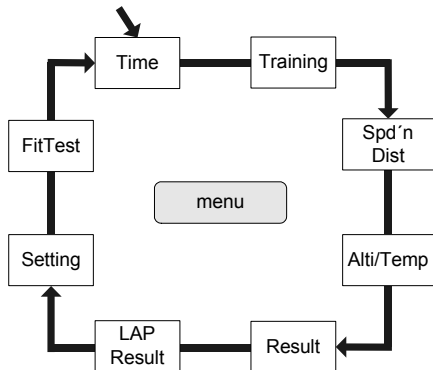 Time
Training
Spd´n
Dist
Alti/Temp
Result
LAP
Result
Setting
FitTest
menu